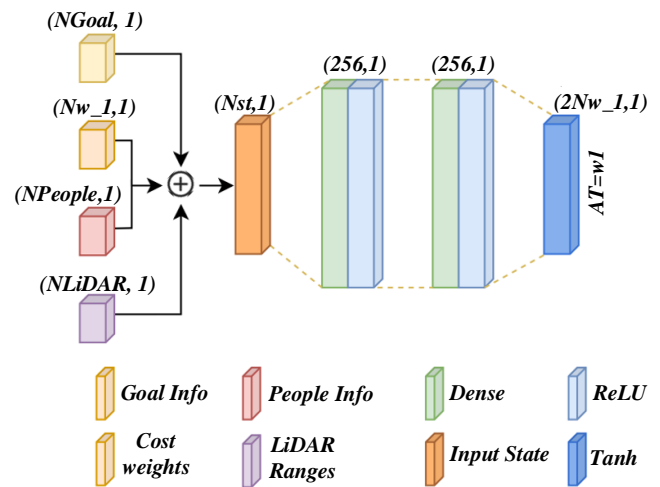 (NGoal, 1)
(Nw_1,1)
(NPeople,1)
(NLiDAR, 1)
(Nst,1)
(256,1)
(256,1)
(2Nw_1,1)
AT=w1
Goal Info
People Info
Dense
ReLU
Cost
weights
LiDAR
Ranges
Input State
Tanh